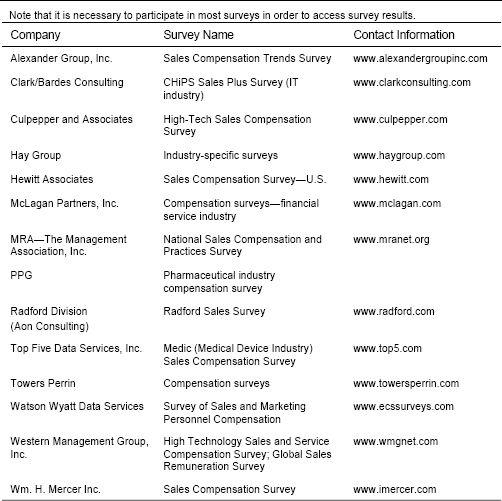 Note that it is necessary to participate in most surveys in order to access survey results.
Company Survey Name Contact Information
Alexander Group, Inc. Sales Compensation Trends Survey www.alexandergroupinc.com
Clark/Bardes Consulting CHiPS Sales Plus Survey (IT www.clarkconsulting.com
industry)
Culpepper and Associates High-Tech Sales Compensation www.culpepper.com
Survey
Hay Group Industry-specific surveys www.haygroup.com
Hewitt Associates Sales Compensation Survey—U.S. www.hewitt.com
McLagan Partners, Inc. Compensation surveys—financial www.mclagan.com
service industry
MRA—The Management National Sales Compensation and www.mranet.org
Association, Inc. Practices Survey
PPG Pharmaceutical industry
compensation survey
Radford Division Radford Sales Survey www.radford.com
(Aon Consulting)
Top Five Data Services, Inc. Medic (Medical Device Industry) www.top5.com
Sales Compensation Survey
Towers Perrin Compensation surveys www.towersperrin.com
Watson Wyatt Data Services Survey of Sales and Marketing www.ecssurveys.com
Personnel Compensation
Western Management Group, High Technology Sales and Service www.wmgnet.com
Inc. Compensation Survey; Global Sales
Remuneration Survey
Wm. H. Mercer Inc. Sales Compensation Survey www.imercer.com